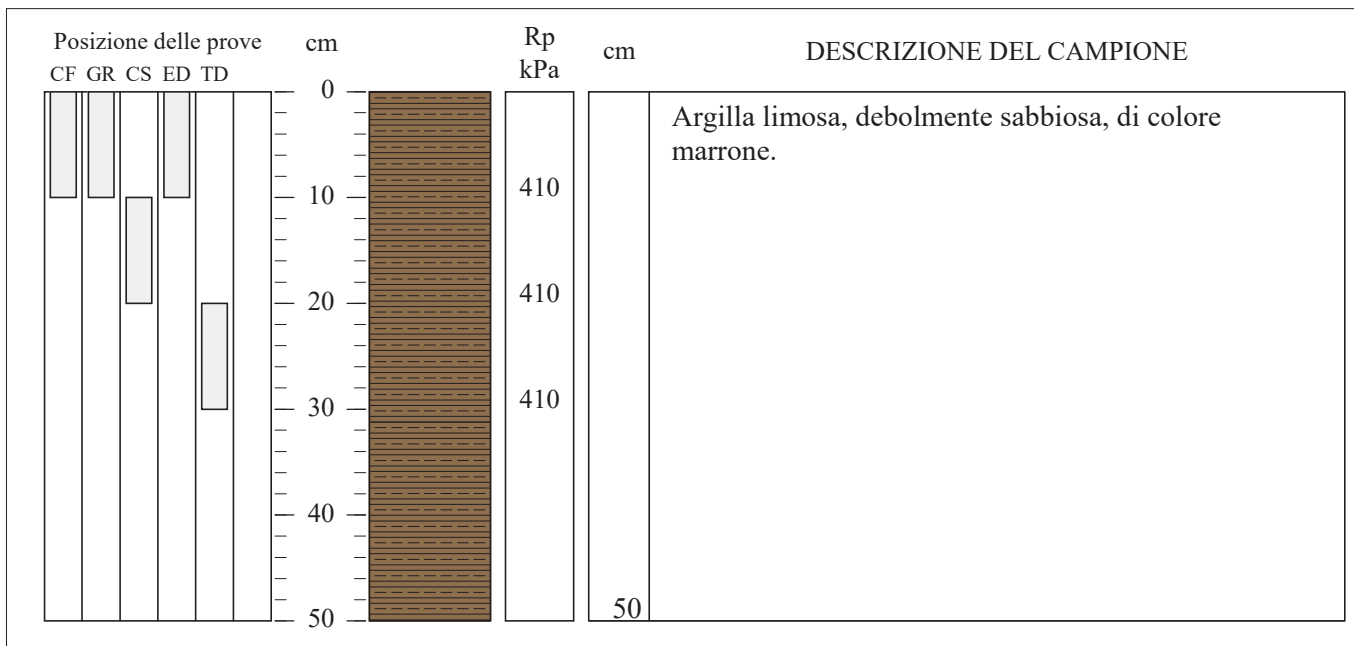 Posizione delle prove
cm
Rp
kPa
cm
DESCRIZIONE DEL CAMPIONE
CF GR CS ED TD
0
Argilla limosa, debolmente sabbiosa, di colore
marrone.
10
410
20
410
30
410
40
50
50